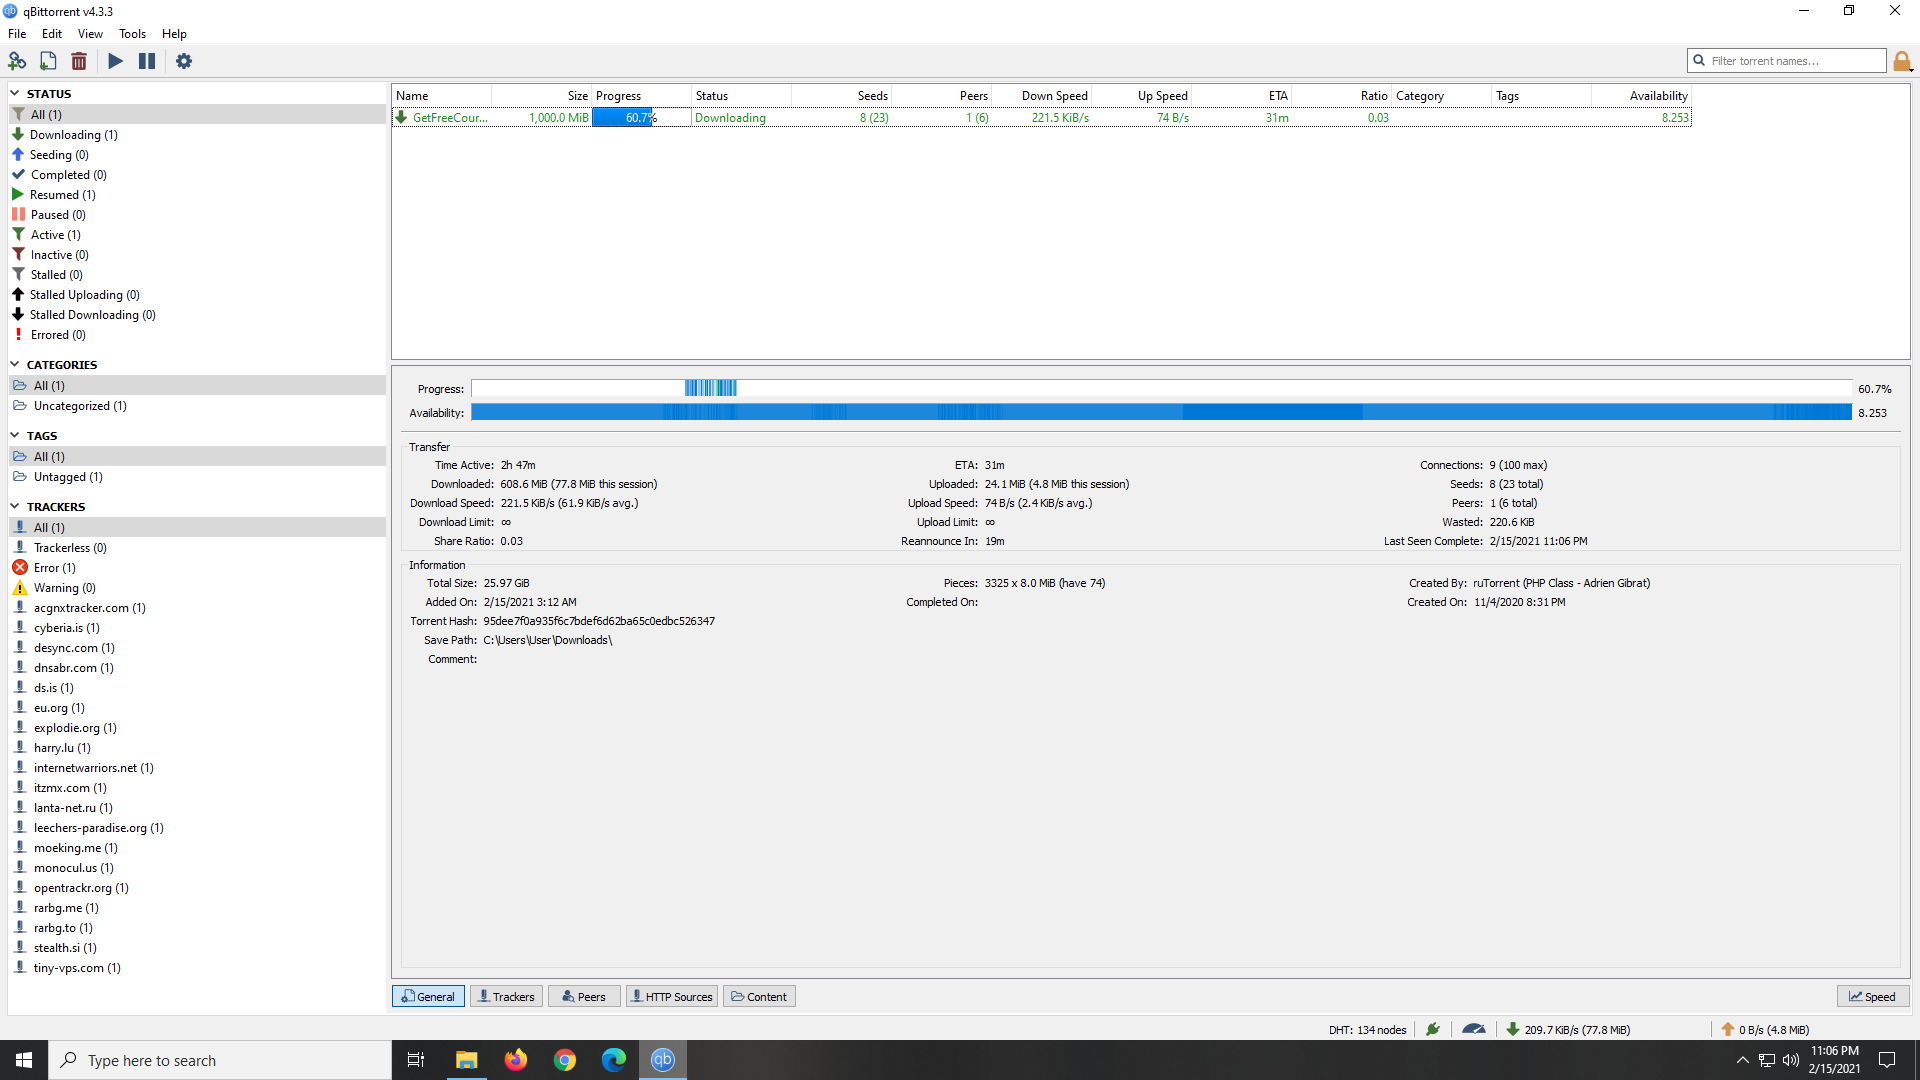 qBittorrent v4.3.3
File Edit View Tools Help
Filter torrent names...
STATUS
All (1)
Downloading (1)
Seeding (0)
Completed (0)
Resumed (1)
Paused (0)
Active (1)
Inactive (0)
Stalled (0)
Stalled Uploading (0)
Stalled Downloading (0)
Errored (0)
CATEGORIES
All (1)
Uncategorized (1)
TAGS
All (1)
Untagged (1)
TRACKERS
All (1)
Trackerless (0)
Error (1)
Warning (0)
acgnxtracker.com (1)
cyberia.is (1)
desync.com (1)
dnsabr.com (1)
ds.is (1)
eu.org (1)
explodie.org (1)
harry.lu (1)
internetwarriors.net (1)
itzmx.com (1)
lanta-net.ru (1)
leechers-paradise.org (1)
moeking.me (1)
monocul.us (1)
opentrackr.org (1)
rarbg.me (1)
rarbg.to (1)
stealth.si (1)
tiny-vps.com (1)
Name Size Progress Status Seeds Peers Down Speed Up Speed ETA Ratio Category Tags Availability
GetFreeCour... 1,000.0 MiB 60.7% Downloading 8 (23) 1 (6) 221.5 KiB/s 74 B/s 31m 0.03 8.253
Progress: 60.7%
Availability: 8.253
Transfer
Time Active: 2h 47m ETA: 31m Connections: 9 (100 max)
Downloaded: 608.6 MiB (77.8 MiB this session) Uploaded: 24.1 MiB (4.8 MiB this session) Seeds: 8 (23 total)
Download Speed: 221.5 KiB/s (61.9 KiB/s avg.) Upload Speed: 74 B/s (2.4 KiB/s avg.) Peers: 1 (6 total)
Download Limit: ∞ Upload Limit: ∞ Wasted: 220.6 KiB
Share Ratio: 0.03 Reannounce In: 19m Last Seen Complete: 2/15/2021 11:06 PM
Information
Total Size: 25.97 GiB Pieces: 3325 x 8.0 MiB (have 74) Created By: ruTorrent (PHP Class - Adrien Gibrat)
Added On: 2/15/2021 3:12 AM Completed On: Created On: 11/4/2020 8:31 PM
Torrent Hash: 95dee7f0a935f6c7bdef6d62ba65c0edbc526347
Save Path: C:\Users\User\Downloads\
Comment:
General Trackers Peers HTTP Sources Content Speed
DHT: 134 nodes 209.7 KiB/s (77.8 MiB) 0 B/s (4.8 MiB)
Type here to search
qb
11:06 PM
2/15/2021